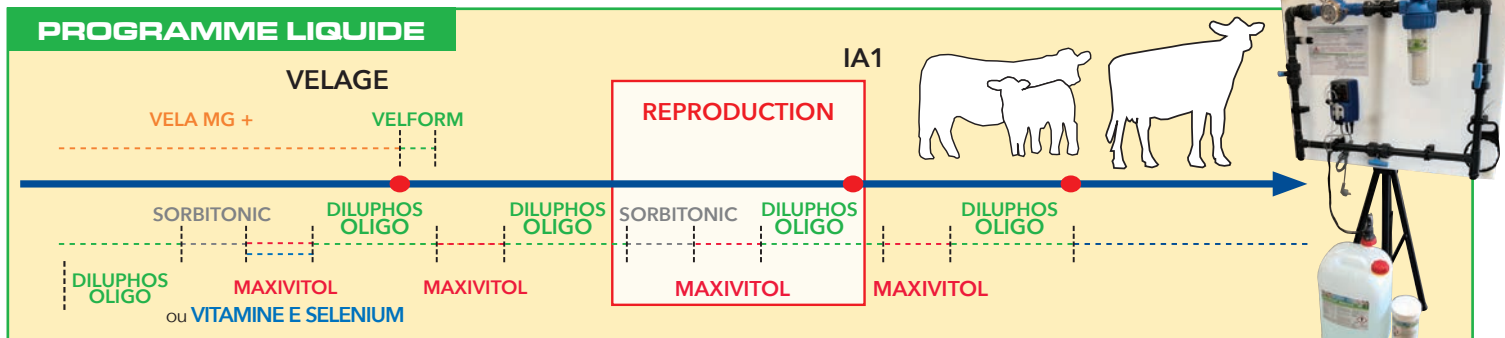 PROGRAMME LIQUIDE
VELAGE
IA1
VELA MG +
VELFORM
REPRODUCTION
SORBITONIC
DILUPHOS
OLIGO
DILUPHOS
OLIGO
SORBITONIC
DILUPHOS
OLIGO
DILUPHOS
OLIGO
DILUPHOS
OLIGO
MAXIVITOL
MAXIVITOL
MAXIVITOL
MAXIVITOL
ou VITAMINE E SELENIUM